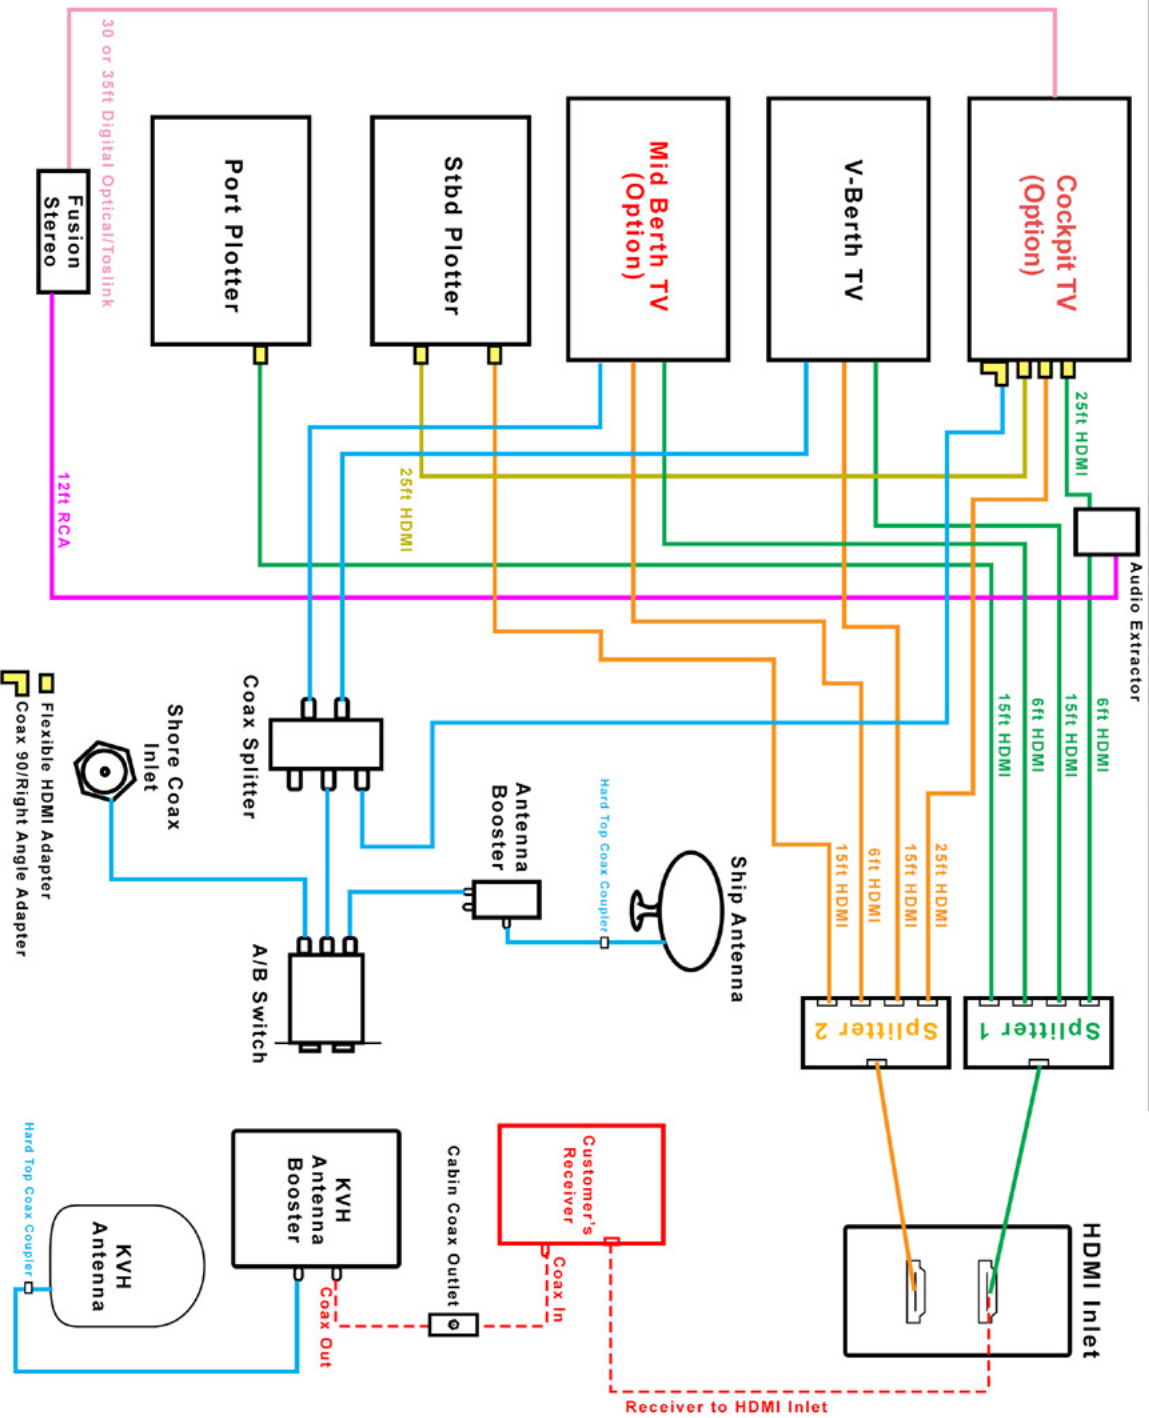 30 or 35ft Digital Optical/Toslink
Fusion
Stereo
Port Plotter
Stbd Plotter
Mid Berth TV
(Option)
V-Berth TV
Cockpit TV
(Option)
12ft RCA
25ft HDMI
25ft HDMI
Audio Extractor
15ft HDMI
6ft HDMI
15ft HDMI
6ft HDMI
15ft HDMI
6ft HDMI
15ft HDMI
25ft HDMI
Flexible HDMI Adapter
Coax 90/Right Angle Adapter
Shore Coax
Inlet
Coax Splitter
Antenna
Booster
Hard Top Coax Coupler
Ship Antenna
A/B Switch
Splitter 2
Splitter 1
Hard Top Coax Coupler
KVH
Antenna
KVH
Antenna
Booster
Coax Out
Cabin Coax Outlet
Customer's
Receiver
Coax In
HDMI Inlet
Receiver to HDMI Inlet